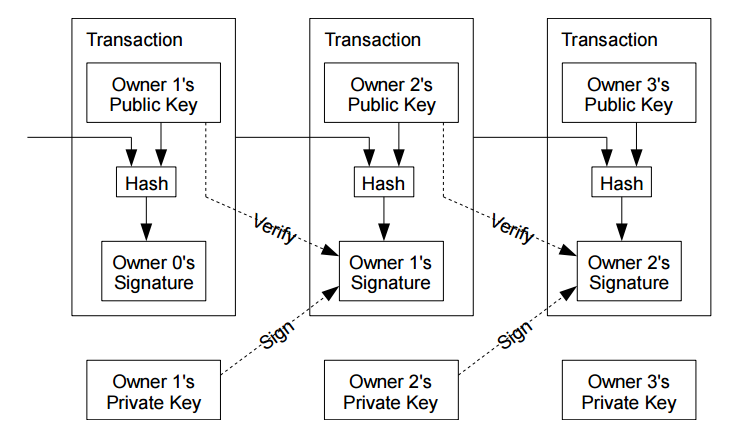 Transaction
Transaction
Transaction
Owner 1's
Public Key
Owner 2's
Public Key
Owner 3's
Public Key
Hash
Hash
Hash
Verify
Verify
Owner 0's
Signature
Owner 1's
Signature
Owner 2's
Signature
Sign
Sign
Owner 1's
Private Key
Owner 2's
Private Key
Owner 3's
Private Key